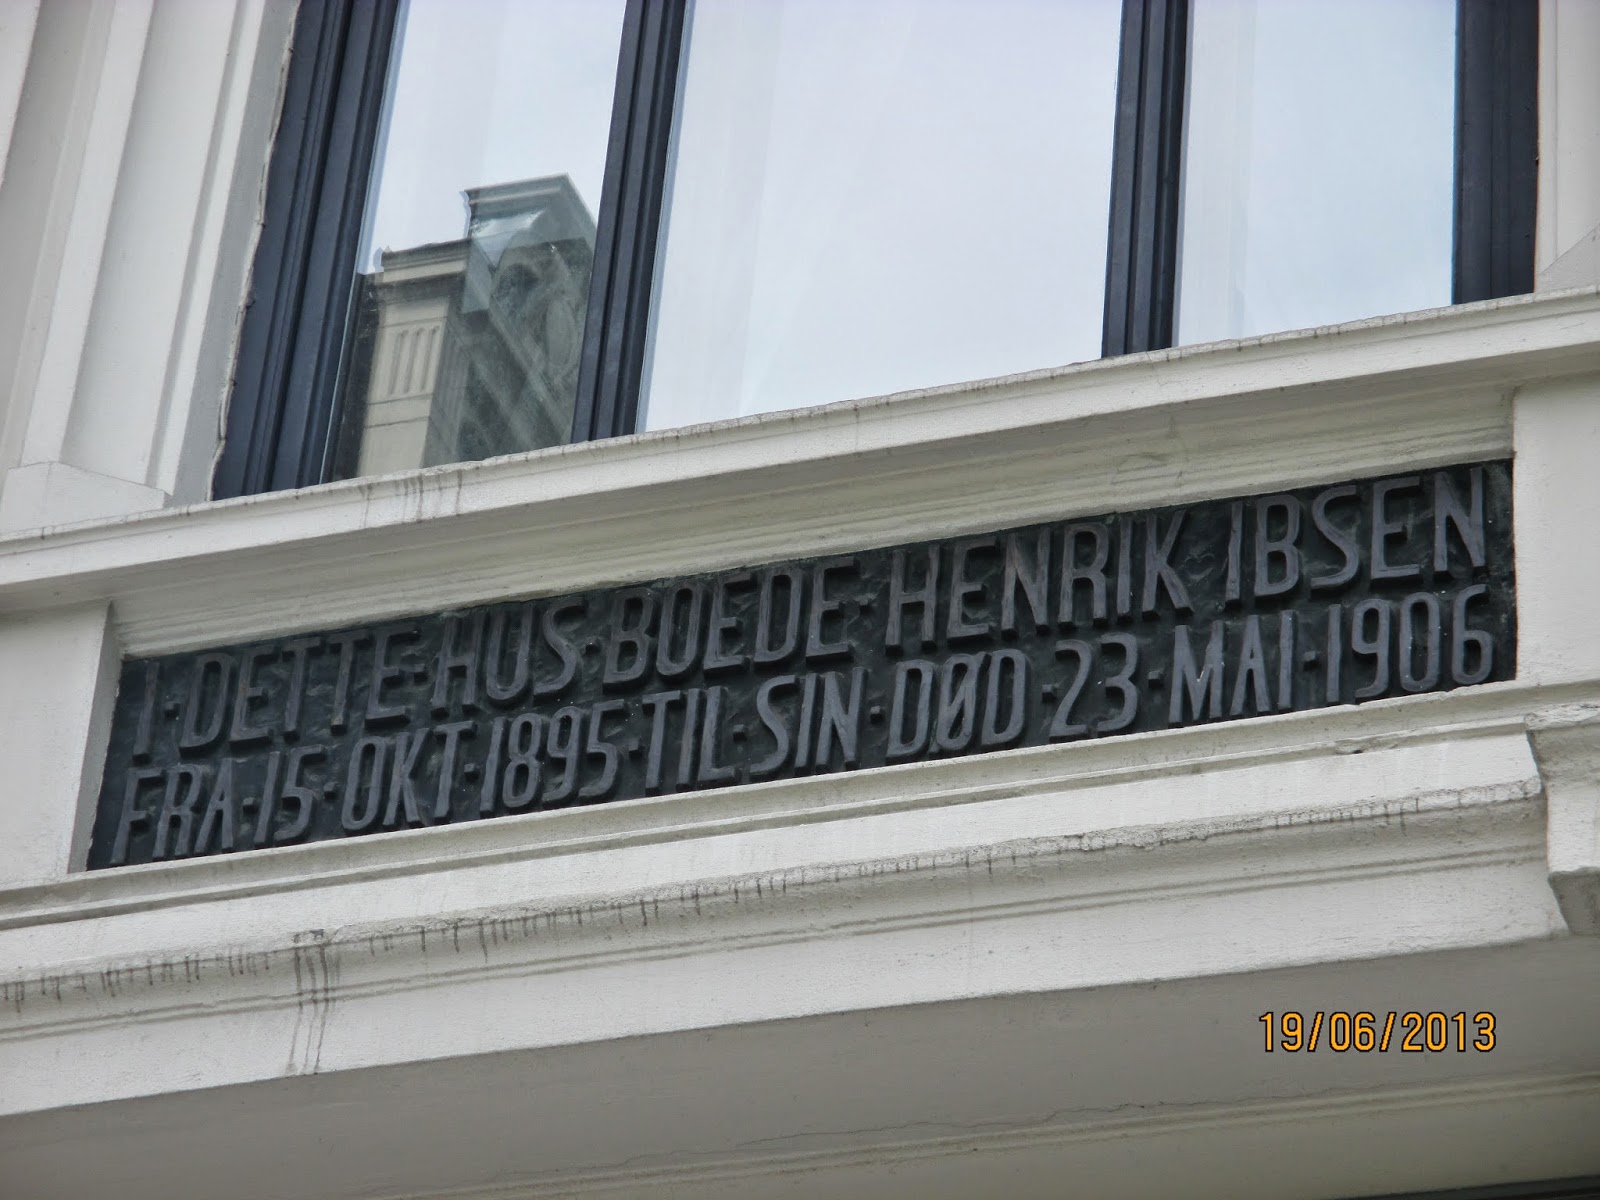 I·DETTE·HUS·BOEDE·HENRIK·IBSEN
FRA·15·OKT·1895·TIL·SIN·DØD·23·MAI·1906
19/06/2013